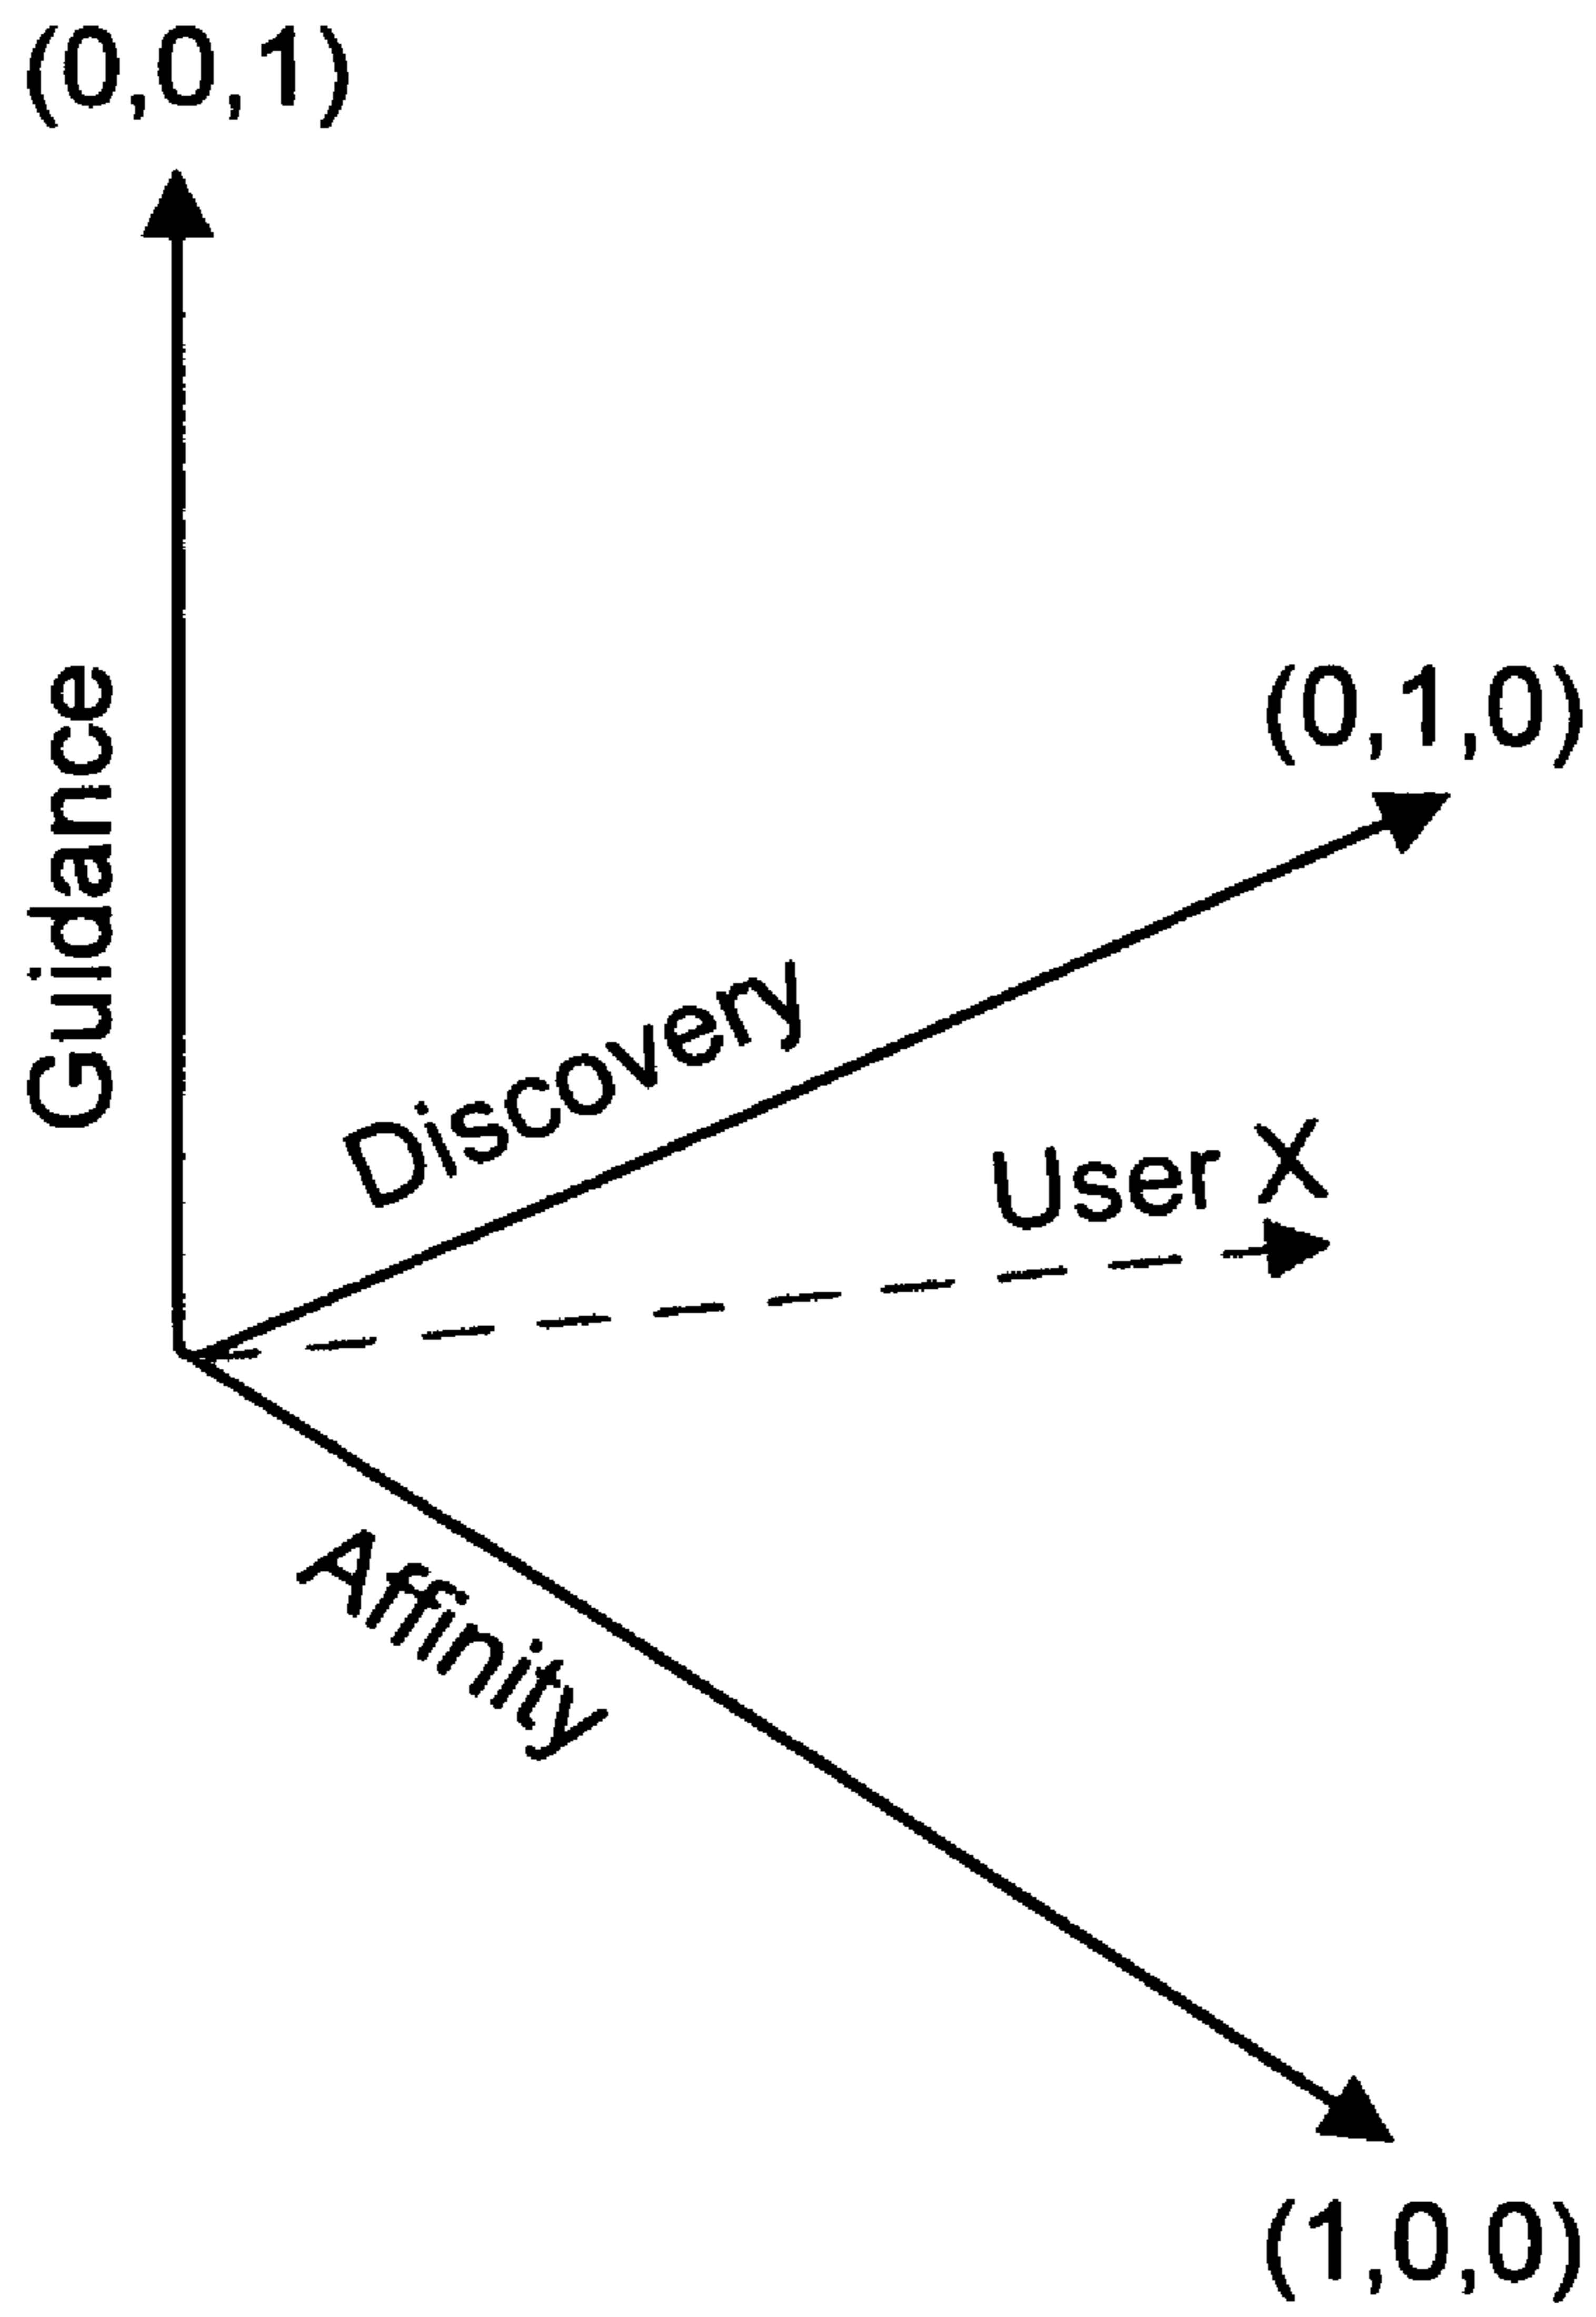 (0,0,1)
Guidance
(0,1,0)
Discovery
User X
Affinity
(1,0,0)